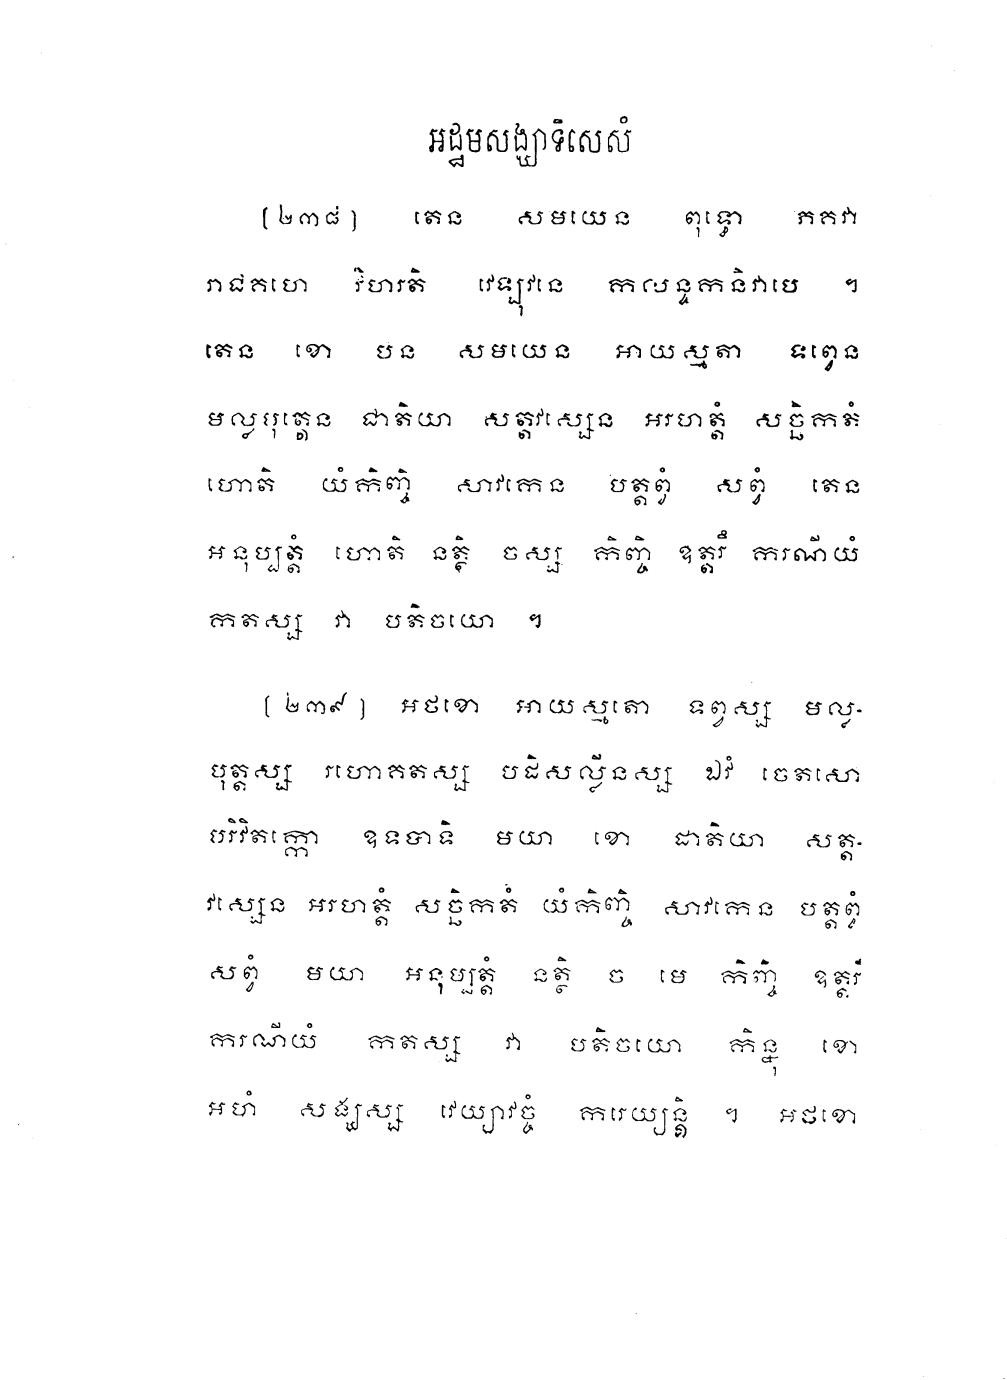 អដ្ឋមសង្ឃាទិសេសំ
(២៣៨) តេន សមយេន ពុទ្ធោ ភគវា
រាជគហេ វិហរតិ វេឡុវនេ កលន្ទកនិវាបេ ។
តេន ខោ បន សមយេន អាយស្មតា ទព្វេន
មល្លបុត្តេន ជាតិយា សត្តវស្សេន អរហត្តំ សច្ឆិកតំ
ហោតិ យំកិញ្ចិ សាវកេន បត្តព្វំ សព្វំ តេន
អនុប្បត្តំ ហោតិ នត្ថិ ចស្ស កិញ្ចិ ឧត្តរឹ ករណីយំ
កតស្ស វា បតិចយោ ។
(២៣៩) អថខោ អាយស្មតោ ទព្វស្ស មល្ល-
បុត្តស្ស រហោគតស្ស បដិសល្លីនស្ស ឯវំ ចេតសោ
បរិវិតក្កោ ឧទបាទិ មយា ខោ ជាតិយា សត្ត-
វស្សេន អរហត្តំ សច្ឆិកតំ យំកិញ្ចិ សាវកេន បត្តព្វំ
សព្វំ មយា អនុប្បត្តំ នត្ថិ ច មេ កិញ្ចិ ឧត្តរឹ
ករណីយំ កតស្ស វា បតិចយោ កិន្នុ ខោ
អហំ សង្ឃស្ស វេយ្យាវច្ចំ ករេយ្យន្តិ ។ អថខោ